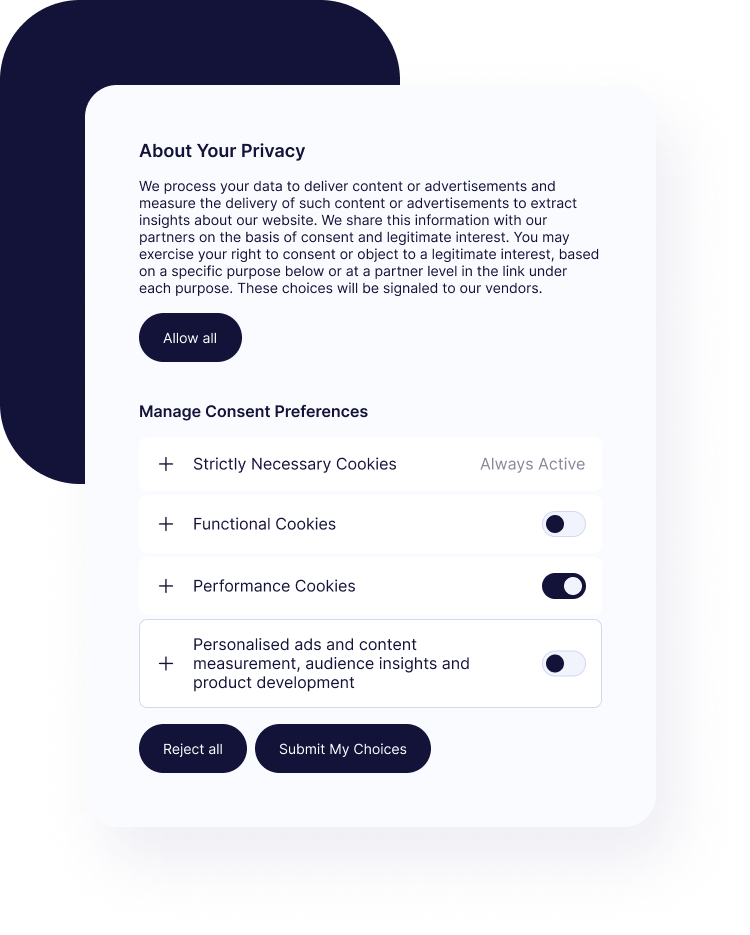 About Your Privacy
We process your data to deliver content or advertisements and
measure the delivery of such content or advertisements to extract
insights about our website. We share this information with our
partners on the basis of consent and legitimate interest. You may
exercise your right to consent or object to a legitimate interest, based
on a specific purpose below or at a partner level in the link under
each purpose. These choices will be signaled to our vendors.
Allow all
Manage Consent Preferences
Strictly Necessary Cookies Always Active
Functional Cookies
Performance Cookies
Personalised ads and content
measurement, audience insights and
product development
Reject all Submit My Choices